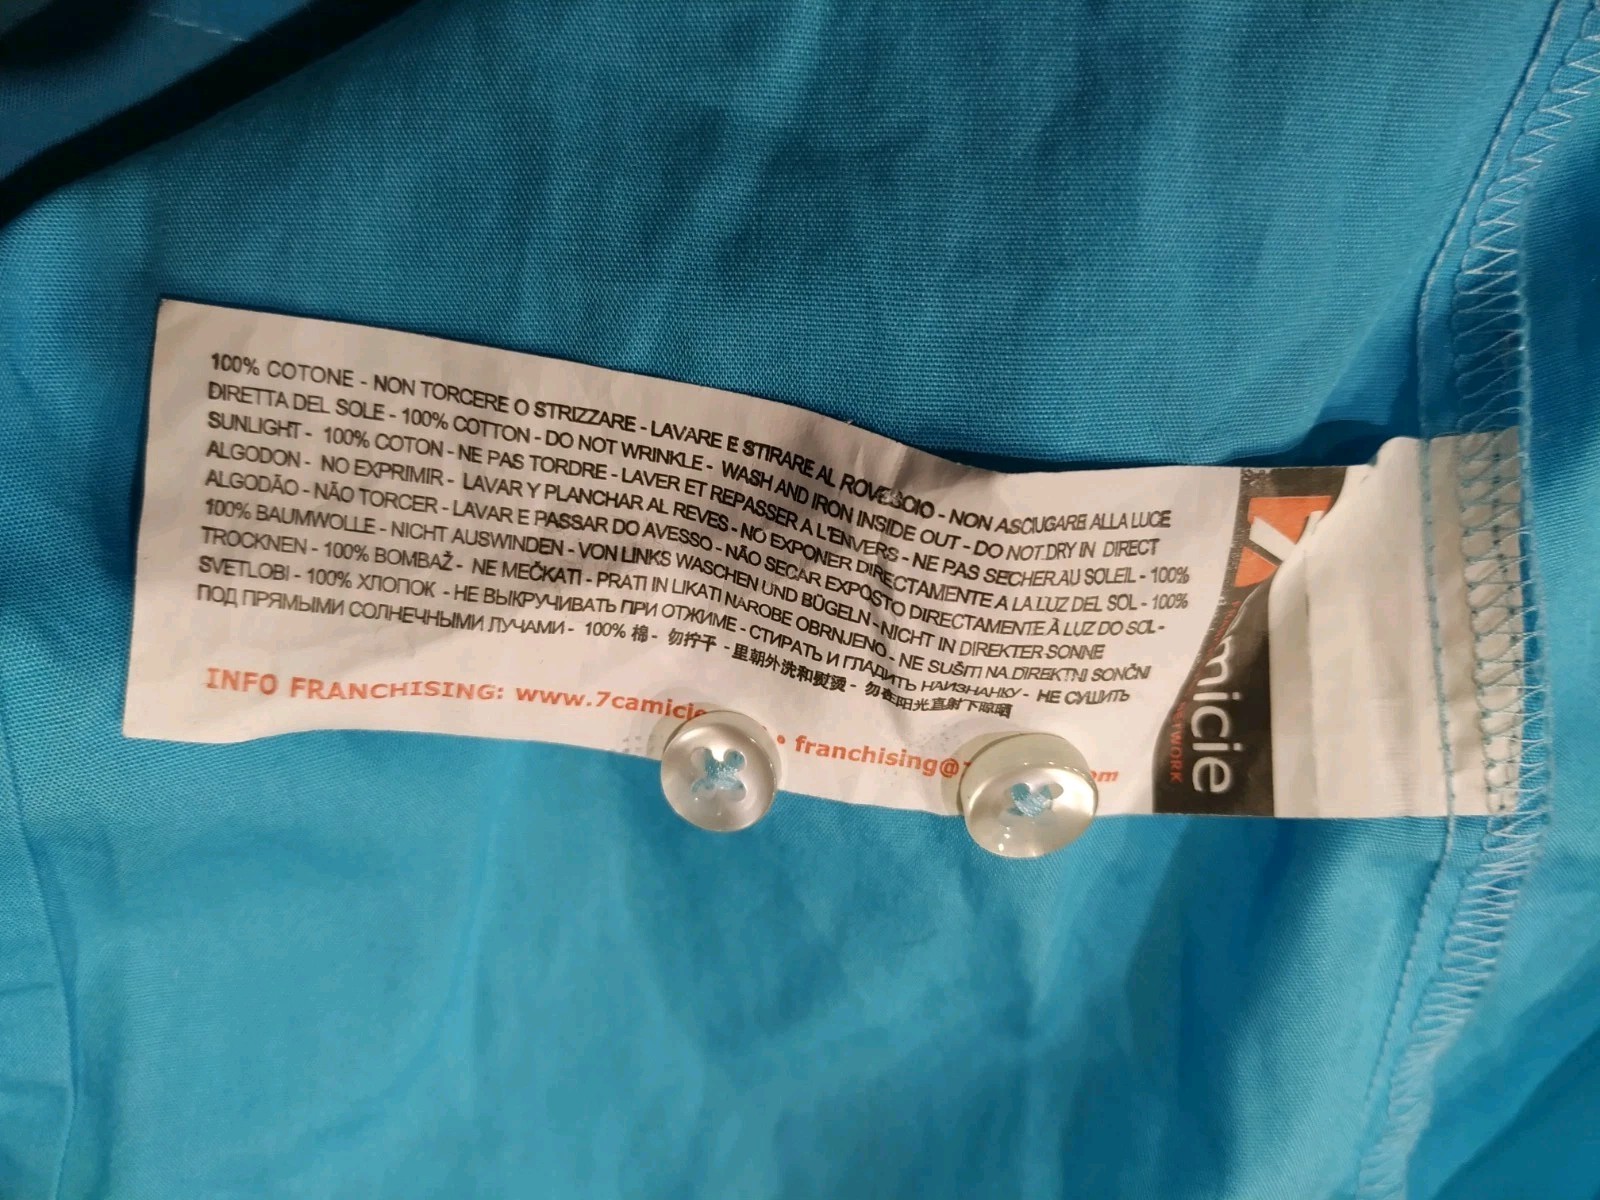 100% COTONE - NON TORCERE O STRIZZARE - LAVARE E STIRARE AL ROVESCIO - NON ASCIUGARE ALLA LUCE
DIRETTA DEL SOLE - 100% COTTON - DO NOT WRINKLE - WASH AND IRON INSIDE OUT - DO NOT DRY IN DIRECT
SUNLIGHT - 100% COTON - NE PAS TORDRE - LAVER ET REPASSER A L'ENVERS - NE PAS SECHER AU SOLEIL - 100%
ALGODON - NO EXPRIMIR - LAVAR Y PLANCHAR AL REVES - NO EXPONER DIRECTAMENTE A LA LUZ DEL SOL - 100%
ALGODÃO - NÃO TORCER - LAVAR E PASSAR DO AVESSO - NÃO SECAR EXPOSTO DIRECTAMENTE À LUZ DO SOL -
100% BAUMWOLLE - NICHT AUSWINDEN - VON LINKS WASCHEN UND BÜGELN - NICHT IN DIREKTER SONNE
TROCKNEN - 100% BOMBAŽ - NE MEČKATI - PRATI IN LIKATI NAROBE OBRNJENO - NE SUŠITI NA DIREKTNI SONČNI
SVETLOBI - 100% ХЛОПОК - НЕ ВЫКРУЧИВАТЬ ПРИ ОТЖИМЕ - СТИРАТЬ И ГЛАДИТЬ НАИЗНАНКУ - НЕ СУШИТЬ
ПОД ПРЯМЫМИ СОЛНЕЧНЫМИ ЛУЧАМИ - 100% 棉 - 勿拧干 - 里朝外洗和熨烫 - 勿在阳光直射下晾晒
INFO FRANCHISING: www.7camicie • franchising@7 om
7
micie
NETWORK